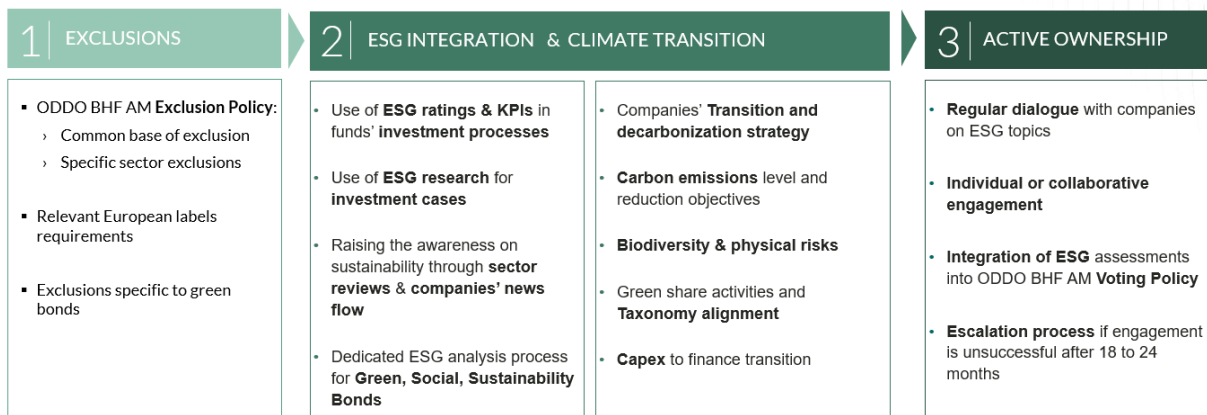 1 EXCLUSIONS
▪ ODDO BHF AM Exclusion Policy:
› Common base of exclusion
› Specific sector exclusions
▪ Relevant European labels
requirements
▪ Exclusions specific to green
bonds
2 ESG INTEGRATION & CLIMATE TRANSITION
• Use of ESG ratings & KPIs in
funds' investment processes
• Use of ESG research for
investment cases
• Raising the awareness on
sustainability through sector
reviews & companies' news
flow
• Dedicated ESG analysis process
for Green, Social, Sustainability
Bonds
• Companies' Transition and
decarbonization strategy
• Carbon emissions level and
reduction objectives
• Biodiversity & physical risks
• Green share activities and
Taxonomy alignment
• Capex to finance transition
3 ACTIVE OWNERSHIP
• Regular dialogue with companies
on ESG topics
• Individual or collaborative
engagement
• Integration of ESG assessments
into ODDO BHF AM Voting Policy
• Escalation process if engagement
is unsuccessful after 18 to 24
months